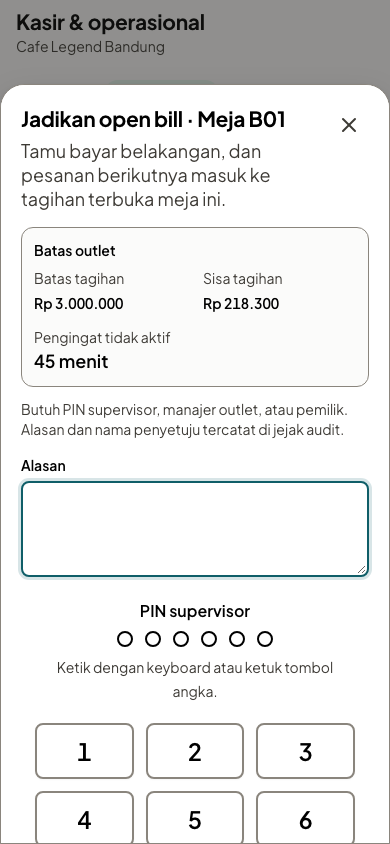 Kasir & operasional
Cafe Legend Bandung
Jadikan open bill · Meja B01
Tamu bayar belakangan, dan
pesanan berikutnya masuk ke
tagihan terbuka meja ini.
Batas outlet
Batas tagihan
Rp 3.000.000
Sisa tagihan
Rp 218.300
Pengingat tidak aktif
45 menit
Butuh PIN supervisor, manajer outlet, atau pemilik.
Alasan dan nama penyetuju tercatat di jejak audit.
Alasan
PIN supervisor
Ketik dengan keyboard atau ketuk tombol
angka.
1 2 3
4 5 6